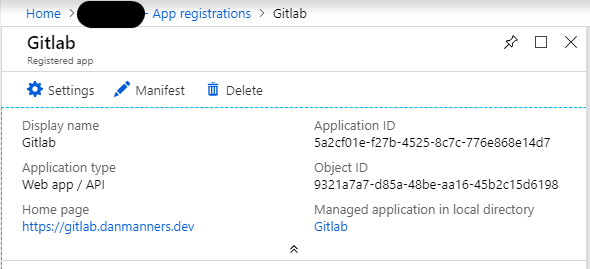 Home > - App registrations > Gitlab
Gitlab
Registered app
Settings Manifest Delete
Display name
Gitlab
Application ID
5a2cf01e-f27b-4525-8c7c-776e868e14d7
Application type
Web app / API
Object ID
9321a7a7-d85a-48be-aa16-45b2c15d6198
Home page
https://gitlab.danmanners.dev
Managed application in local directory
Gitlab